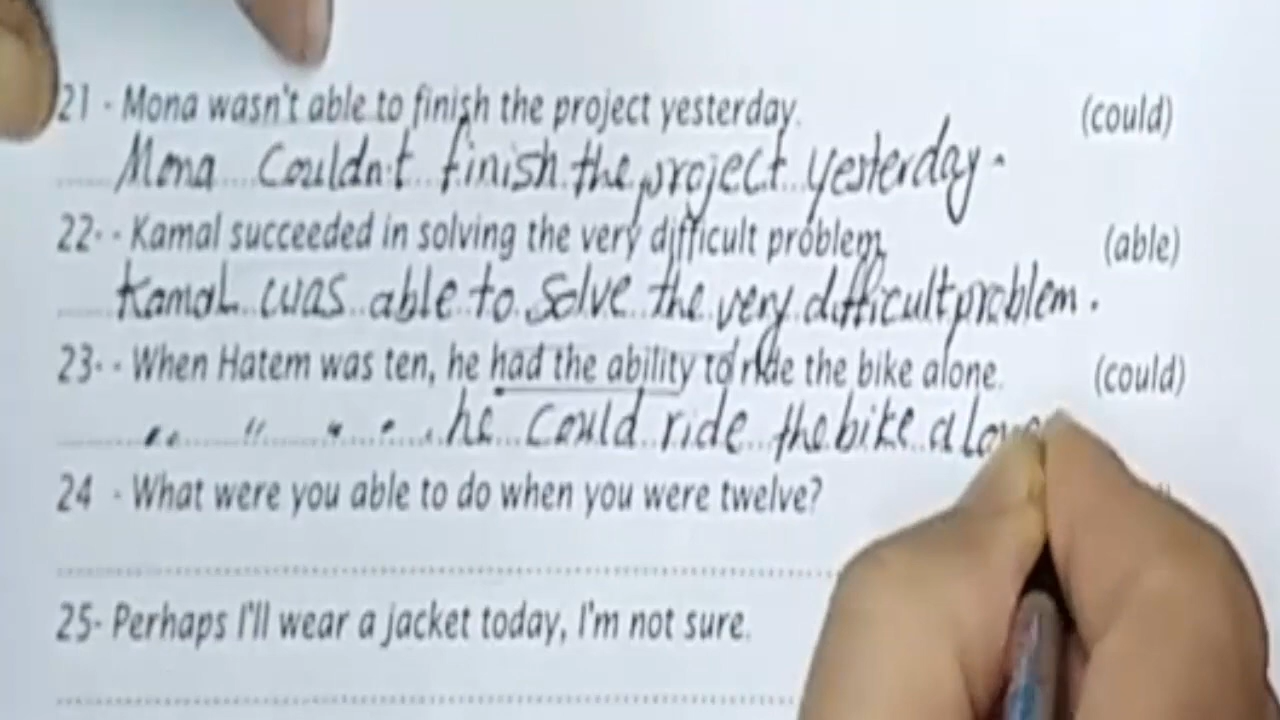 21 - Mona wasn't able to finish the project yesterday. (could)
Mona Couldn't finish the project yesterday.
22- - Kamal succeeded in solving the very difficult problem. (able)
Kamal was able to solve the very difficult problem.
23- - When Hatem was ten, he had the ability to ride the bike alone. (could)
" " " " he could ride the bike alone
24 - What were you able to do when you were twelve?
25- Perhaps I'll wear a jacket today, I'm not sure.